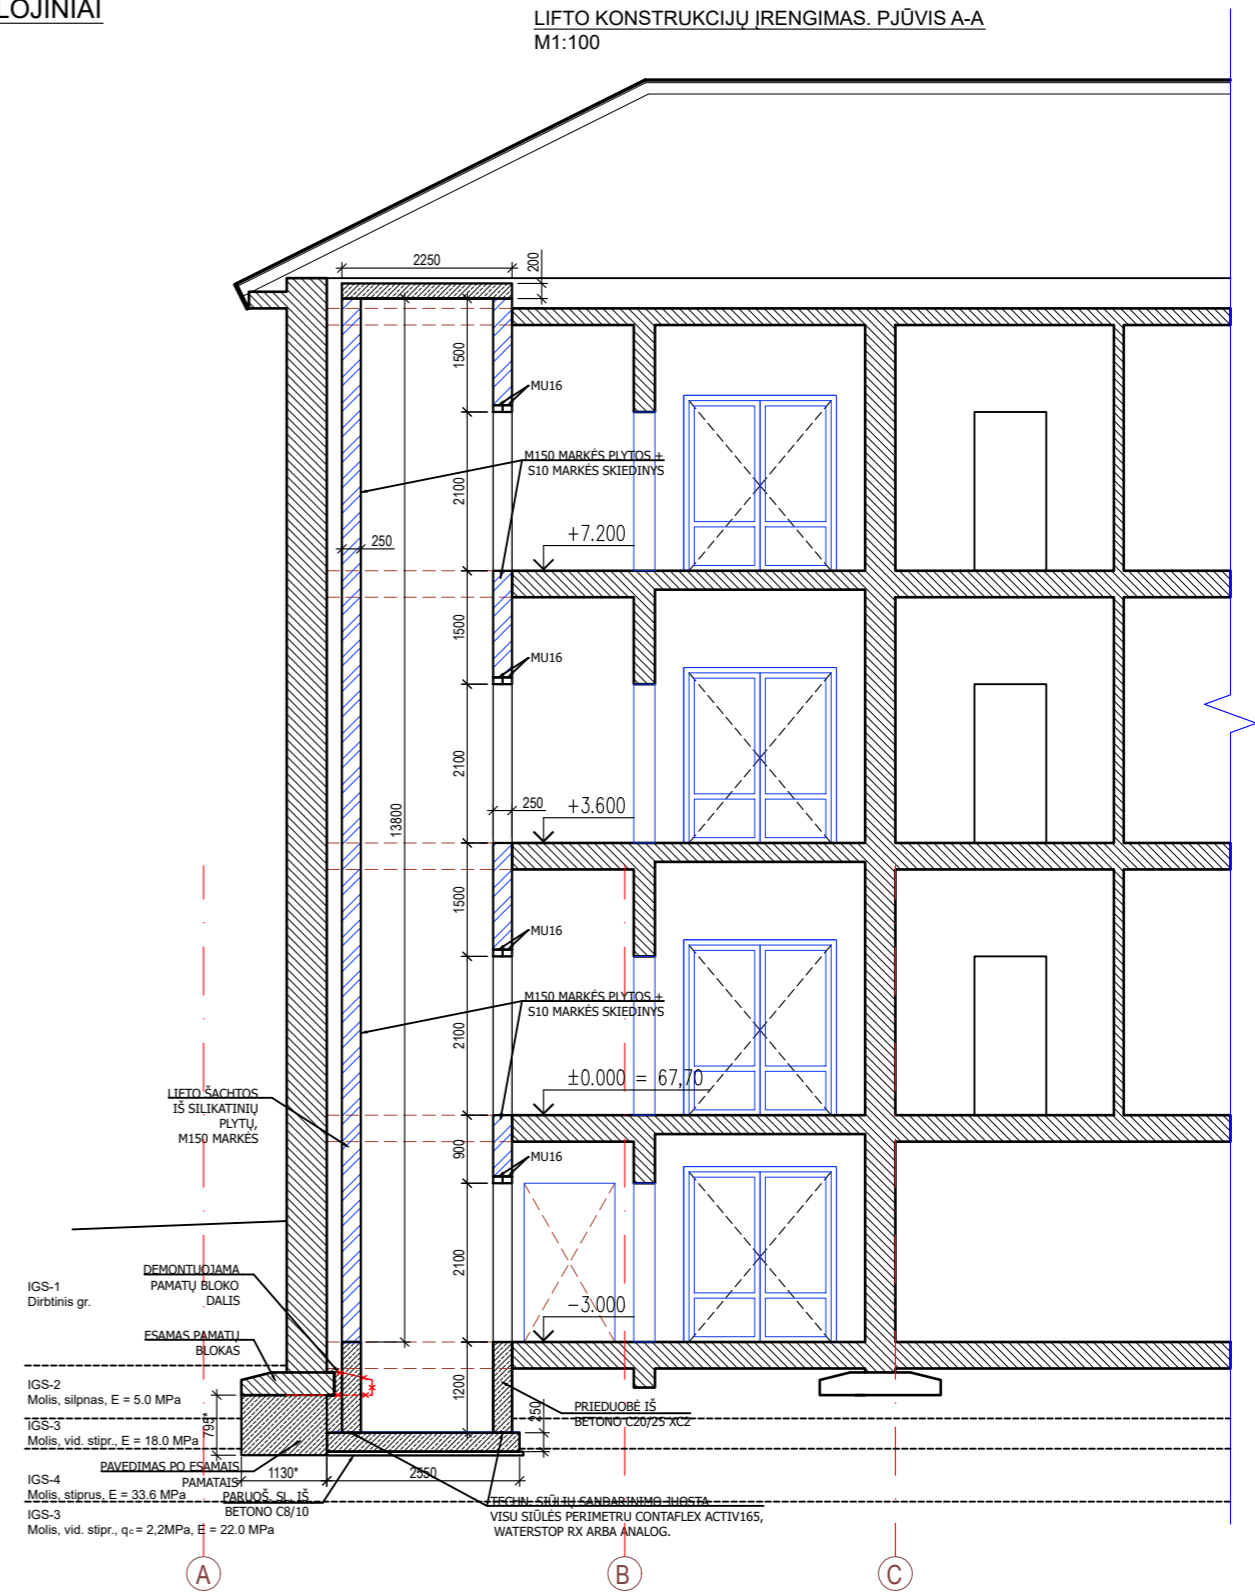 LOJINIAI
LIFTO KONSTRUKCIJŲ ĮRENGIMAS. PJŪVIS A-A
M1:100
2250
200
1500
MU16
M150 MARKĖS PLYTOS +
S10 MARKĖS SKIEDINYS
2100
250
+7.200
1500
MU16
2100
13800
250
+3.600
1500
MU16
M150 MARKĖS PLYTOS +
S10 MARKĖS SKIEDINYS
2100
±0.000 = 67,70
LIFTO ŠACHTOS
IŠ SILIKATINIŲ
PLYTŲ,
M150 MARKĖS
900
MU16
2100
-3.000
DEMONTUOJAMA
PAMATŲ BLOKO
DALIS
IGS-1
Dirbtinis gr.
ESAMAS PAMATŲ
BLOKAS
IGS-2
Molis, silpnas, E = 5.0 MPa
1200
250
PRIEDUOBĖ IŠ
BETONO C20/25 XC2
IGS-3
Molis, vid. stipr., E = 18.0 MPa
795*
PAVEDIMAS PO ESAMAIS
PAMATAIS
1130*
2550
IGS-4
Molis, stiprus, E = 33.6 MPa
PARUOŠ. SL. IŠ
BETONO C8/10
TECHN. SIŪLIŲ SANDARINIMO JUOSTA
VISU SIŪLĖS PERIMETRU CONTAFLEX ACTIV165,
WATERSTOP RX ARBA ANALOG.
IGS-3
Molis, vid. stipr., qc = 2,2MPa, E = 22.0 MPa
A
B
C